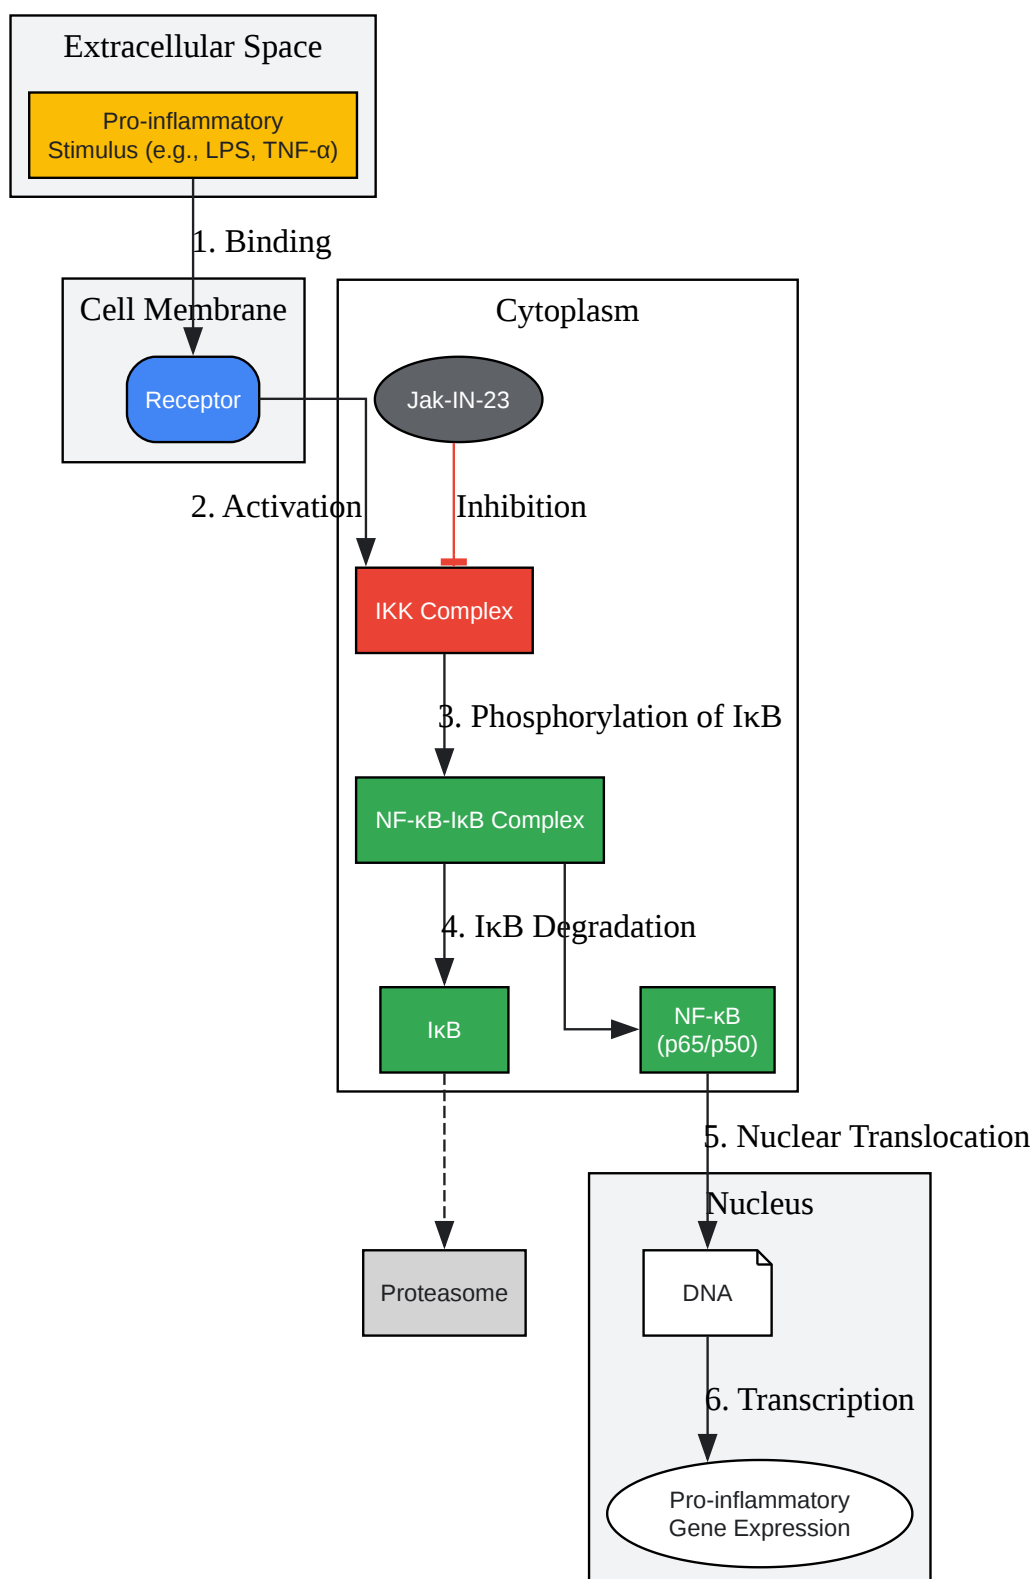 Extracellular Space
Pro-inflammatory
Stimulus (e.g., LPS, TNF-α)
1. Binding
Cell Membrane
Cytoplasm
Receptor
Jak-IN-23
2. Activation
Inhibition
IKK Complex
3. Phosphorylation of IκB
NF-κB-IκB Complex
4. IκB Degradation
IκB
NF-κB
(p65/p50)
5. Nuclear Translocation
Nucleus
Proteasome
DNA
6. Transcription
Pro-inflammatory
Gene Expression